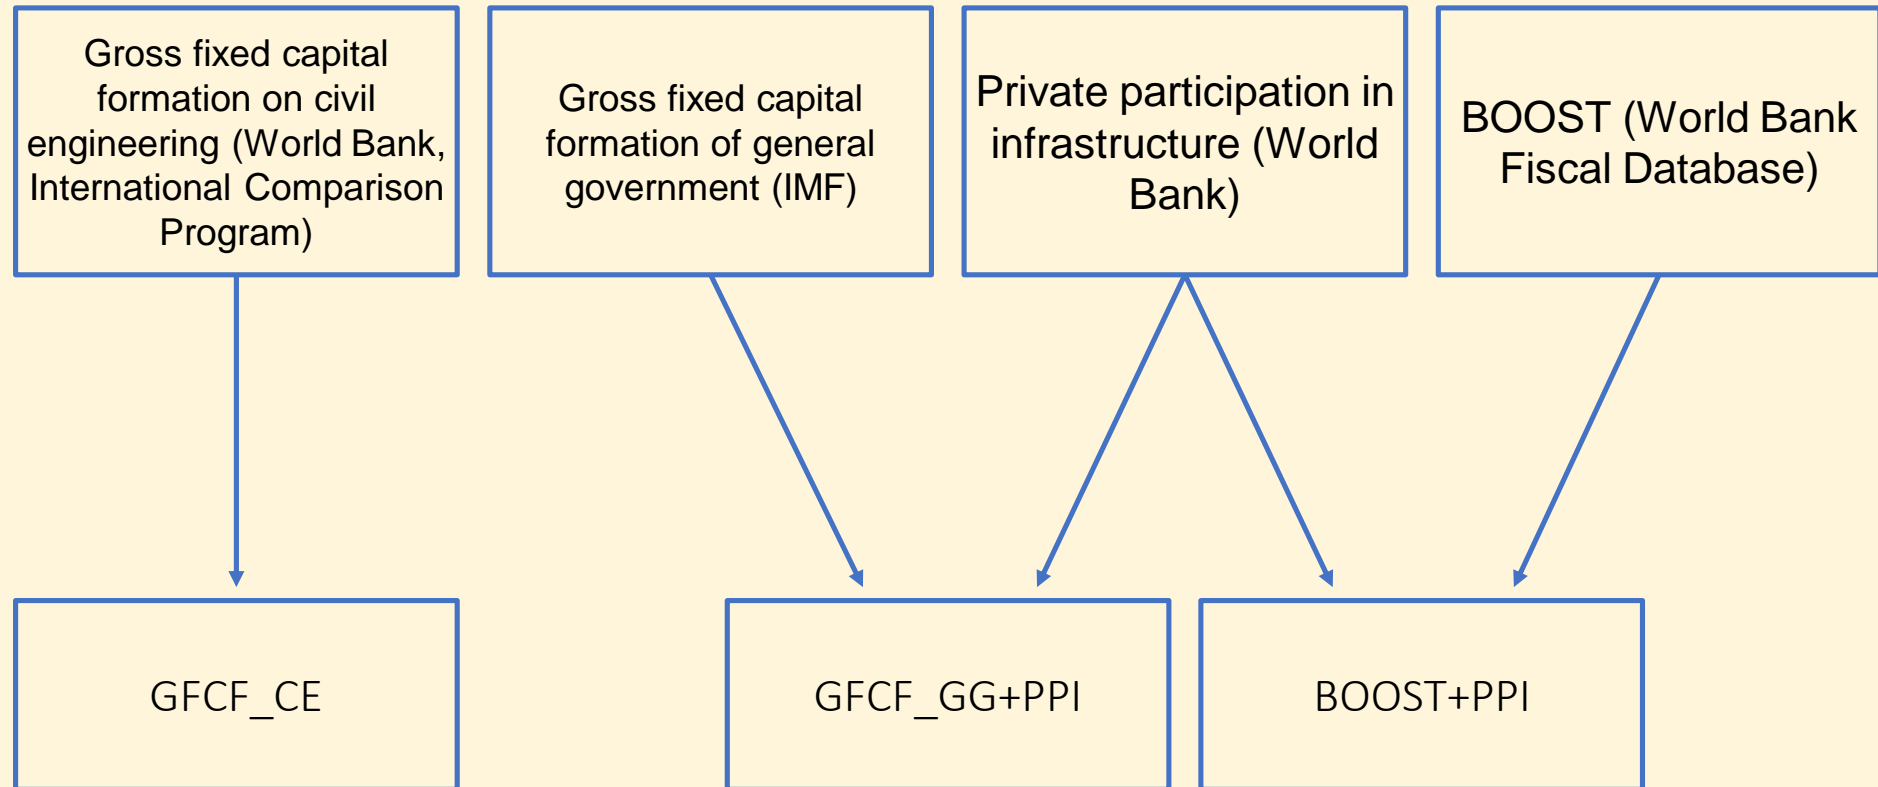 Gross fixed capital
formation on civil
engineering (World Bank,
International Comparison
Program)
Gross fixed capital
formation of general
government (IMF)
Private participation in
infrastructure (World
Bank)
BOOST (World Bank
Fiscal Database)
GFCF_CE
GFCF_GG+PPI
BOOST+PPI